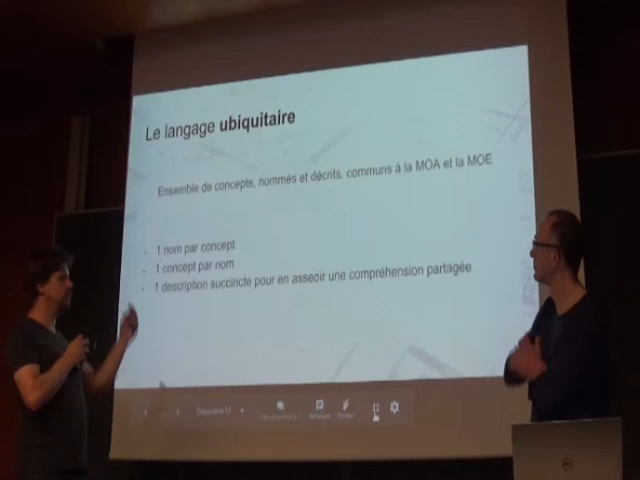 Le langage ubiquitaire
Ensemble de concepts, nommés et décrits, communs à la MOA et la MOE
- 1 nom par concept
- 1 concept par nom
- 1 description succincte pour en asseoir une compréhension partagée